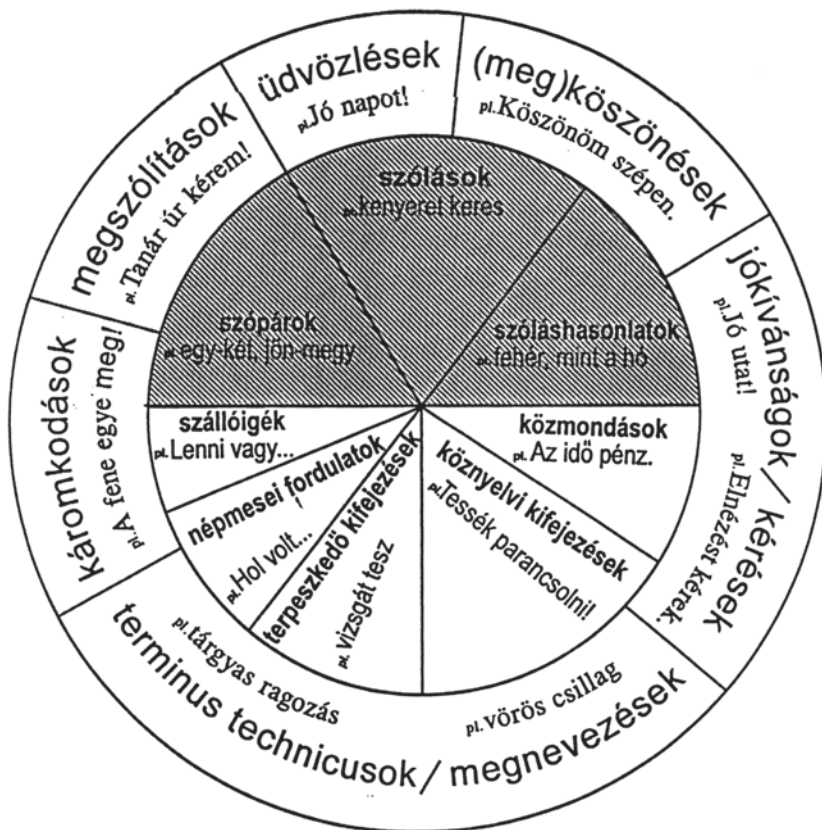 üdvözlések
pl. Jó napot!
(meg)köszönések
pl. Köszönöm szépen.
jókívánságok / kérések
pl. Jó utat!
pl. Elnézést kérek.
terminus technicusok / megnevezések
pl. tárgyas ragozás
pl. vörös csillag
káromkodások
pl. A fene egye meg!
megszólítások
pl. Tanár úr kérem!
szólások
pl. kenyeret keres
szóláshasonlatok
pl. fehér, mint a hó
közmondások
pl. Az idő pénz.
köznyelvi kifejezések
pl. Tessék parancsolni!
terpeszkedő kifejezések
pl. vizsgát tesz
népmesei fordulatok
pl. Hol volt...
szállóigék
pl. Lenni vagy...
szópárok
pl. egy-két, jön-megy